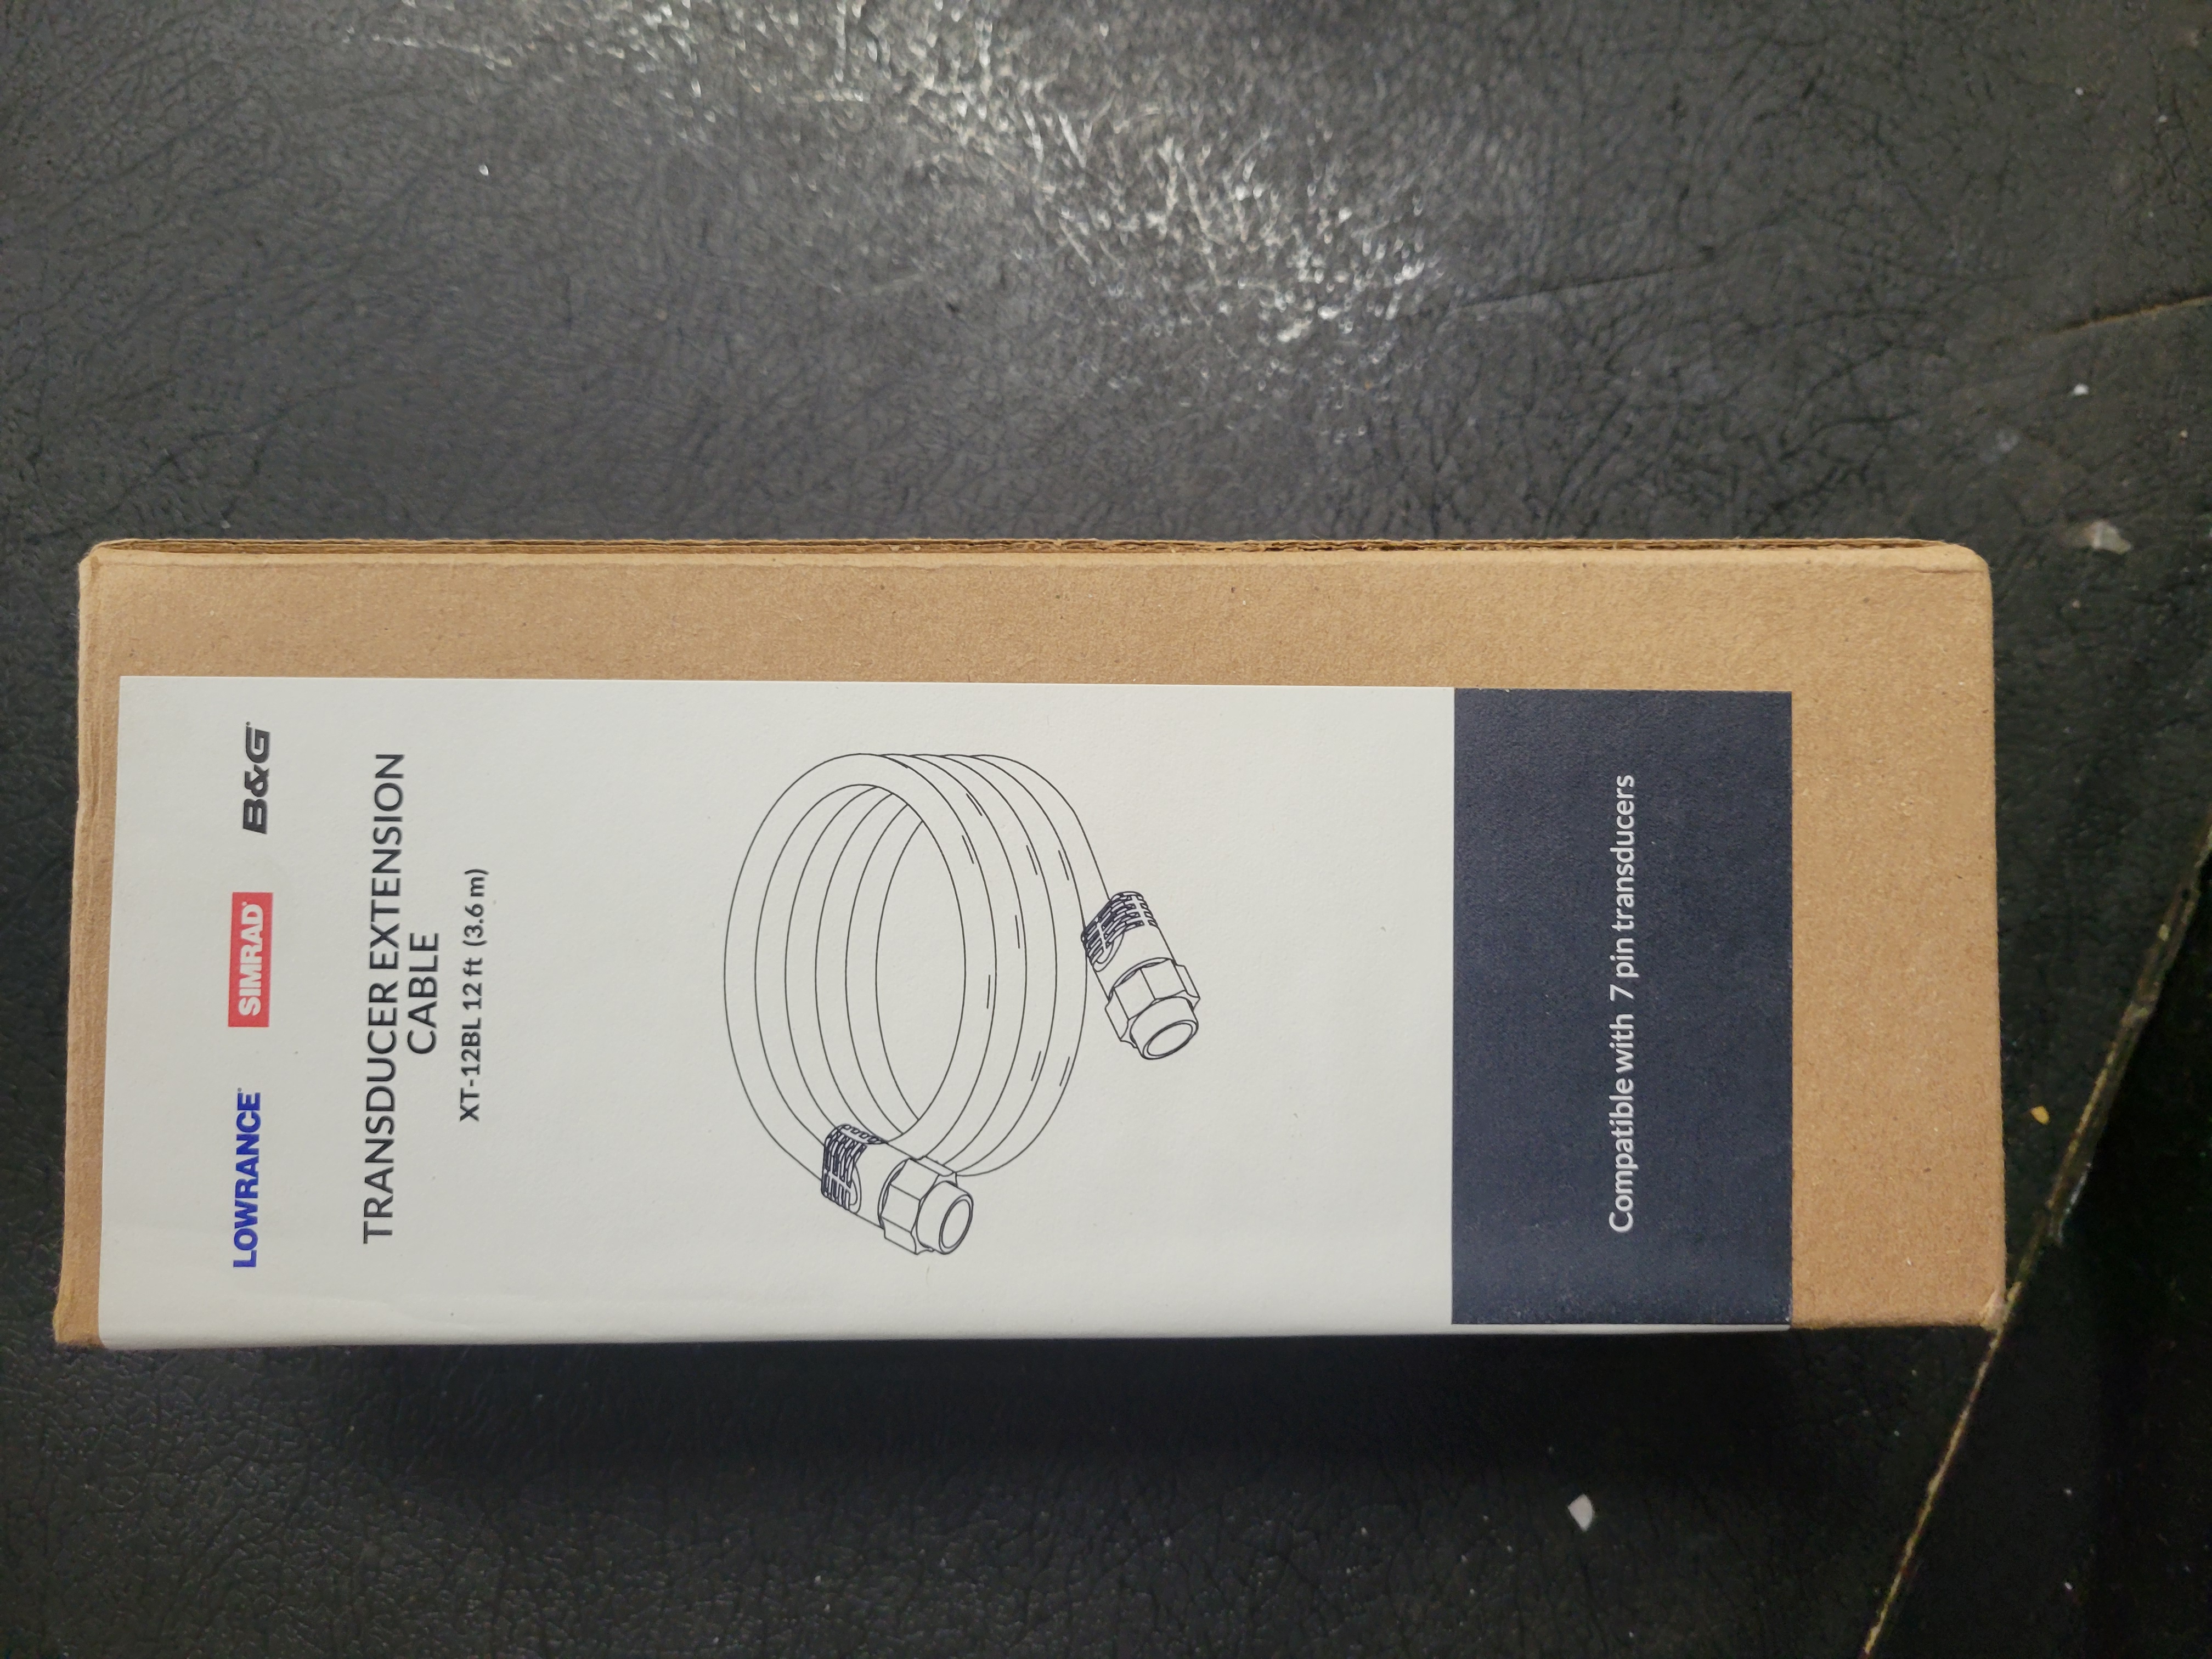 LOWRANCE SIMRAD B&G
TRANSDUCER EXTENSION
CABLE
XT-12BL 12 ft (3.6 m)
Compatible with 7 pin transducers